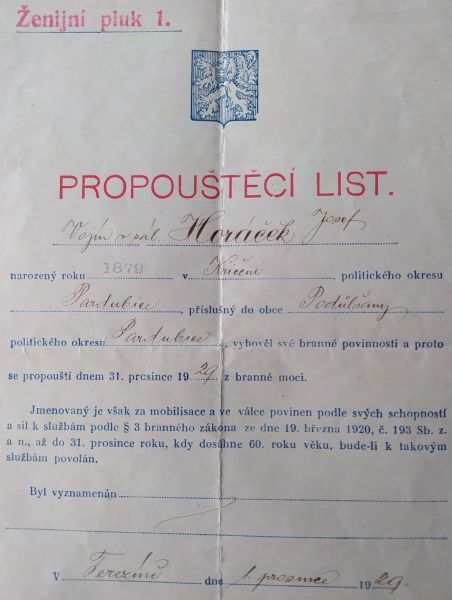 Ženijní pluk 1.
PROPOUŠTĚCÍ LIST.
Vojín v zál. Horáček Josef
narozený roku 1879 v Křičeni, politického okresu
Pardubice, příslušný do obce Podůlšany
politického okresu Pardubice, vyhověl své branné povinnosti a proto
se propouští dnem 31. prosince 1929 z branné moci.
Jmenovaný je však za mobilisace a ve válce povinen podle svých schopností
a sil k službám podle § 3 branného zákona ze dne 19. března 1920, č. 193 Sb. z.
a n., až do 31. prosince roku, kdy dosáhne 60. roku věku, bude-li k takovým
službám povolán.
Byl vyznamenán
V Terezíně dne 1. prosince 1929.